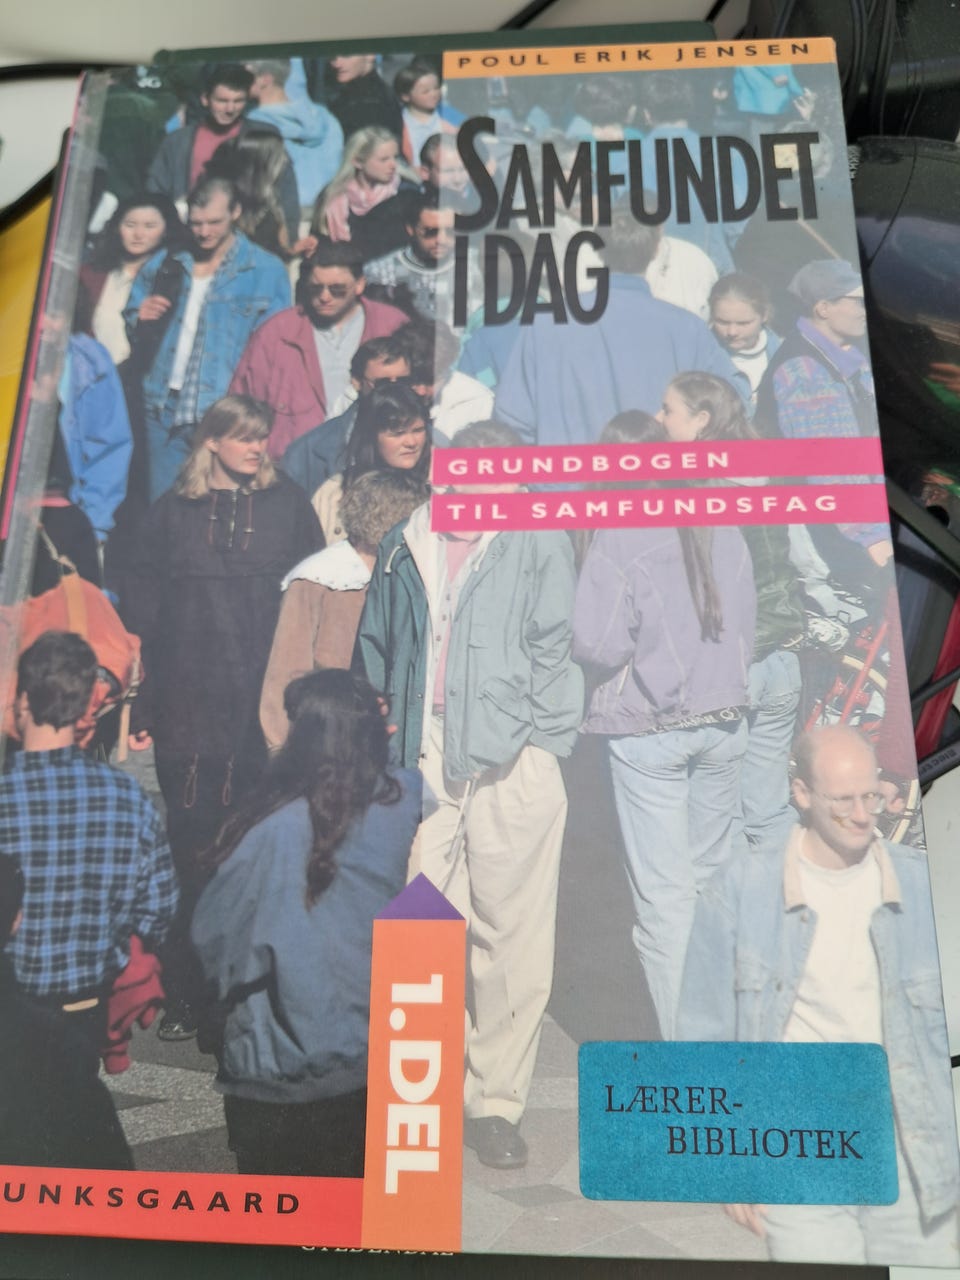 POUL ERIK JENSEN
SAMFUNDET
I DAG
GRUNDBOGEN
TIL SAMFUNDSFAG
1. DEL
LÆRER-
BIBLIOTEK
UNKSGAARD